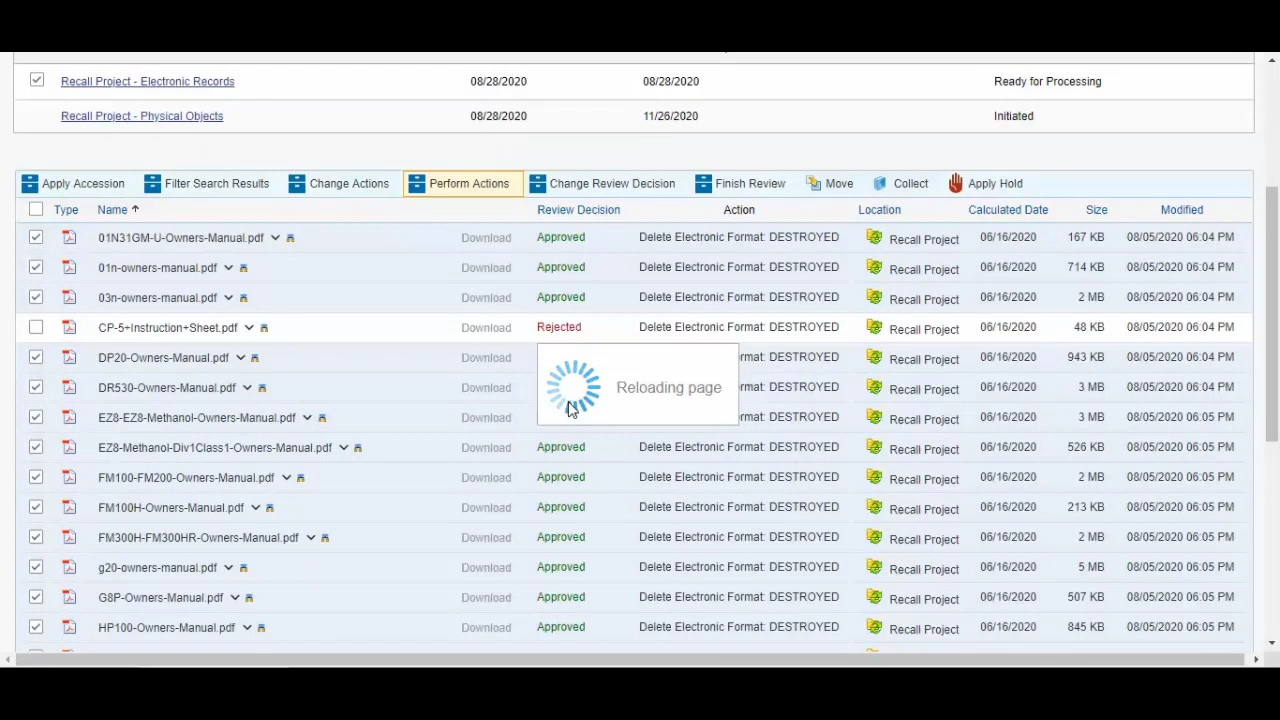 Recall Project - Electronic Records 08/28/2020 08/28/2020 Ready for Processing
Recall Project - Physical Objects 08/28/2020 11/26/2020 Initiated
Apply Accession Filter Search Results Change Actions Perform Actions Change Review Decision Finish Review Move Collect Apply Hold
Type Name Review Decision Action Location Calculated Date Size Modified
01N31GM-U-Owners-Manual.pdf Download Approved Delete Electronic Format: DESTROYED Recall Project 06/16/2020 167 KB 08/05/2020 06:04 PM
01n-owners-manual.pdf Download Approved Delete Electronic Format: DESTROYED Recall Project 06/16/2020 714 KB 08/05/2020 06:04 PM
03n-owners-manual.pdf Download Approved Delete Electronic Format: DESTROYED Recall Project 06/16/2020 2 MB 08/05/2020 06:04 PM
CP-5+Instruction+Sheet.pdf Download Rejected Delete Electronic Format: DESTROYED Recall Project 06/16/2020 48 KB 08/05/2020 06:04 PM
DP20-Owners-Manual.pdf Download rmat: DESTROYED Recall Project 06/16/2020 943 KB 08/05/2020 06:04 PM
DR530-Owners-Manual.pdf Download Reloading page rmat: DESTROYED Recall Project 06/16/2020 3 MB 08/05/2020 06:04 PM
EZ8-EZ8-Methanol-Owners-Manual.pdf Download rmat: DESTROYED Recall Project 06/16/2020 3 MB 08/05/2020 06:05 PM
EZ8-Methanol-Div1Class1-Owners-Manual.pdf Download Approved Delete Electronic Format: DESTROYED Recall Project 06/16/2020 526 KB 08/05/2020 06:05 PM
FM100-FM200-Owners-Manual.pdf Download Approved Delete Electronic Format: DESTROYED Recall Project 06/16/2020 2 MB 08/05/2020 06:05 PM
FM100H-Owners-Manual.pdf Download Approved Delete Electronic Format: DESTROYED Recall Project 06/16/2020 213 KB 08/05/2020 06:05 PM
FM300H-FM300HR-Owners-Manual.pdf Download Approved Delete Electronic Format: DESTROYED Recall Project 06/16/2020 2 MB 08/05/2020 06:05 PM
g20-owners-manual.pdf Download Approved Delete Electronic Format: DESTROYED Recall Project 06/16/2020 5 MB 08/05/2020 06:05 PM
G8P-Owners-Manual.pdf Download Approved Delete Electronic Format: DESTROYED Recall Project 06/16/2020 507 KB 08/05/2020 06:05 PM
HP100-Owners-Manual.pdf Download Approved Delete Electronic Format: DESTROYED Recall Project 06/16/2020 845 KB 08/05/2020 06:05 PM